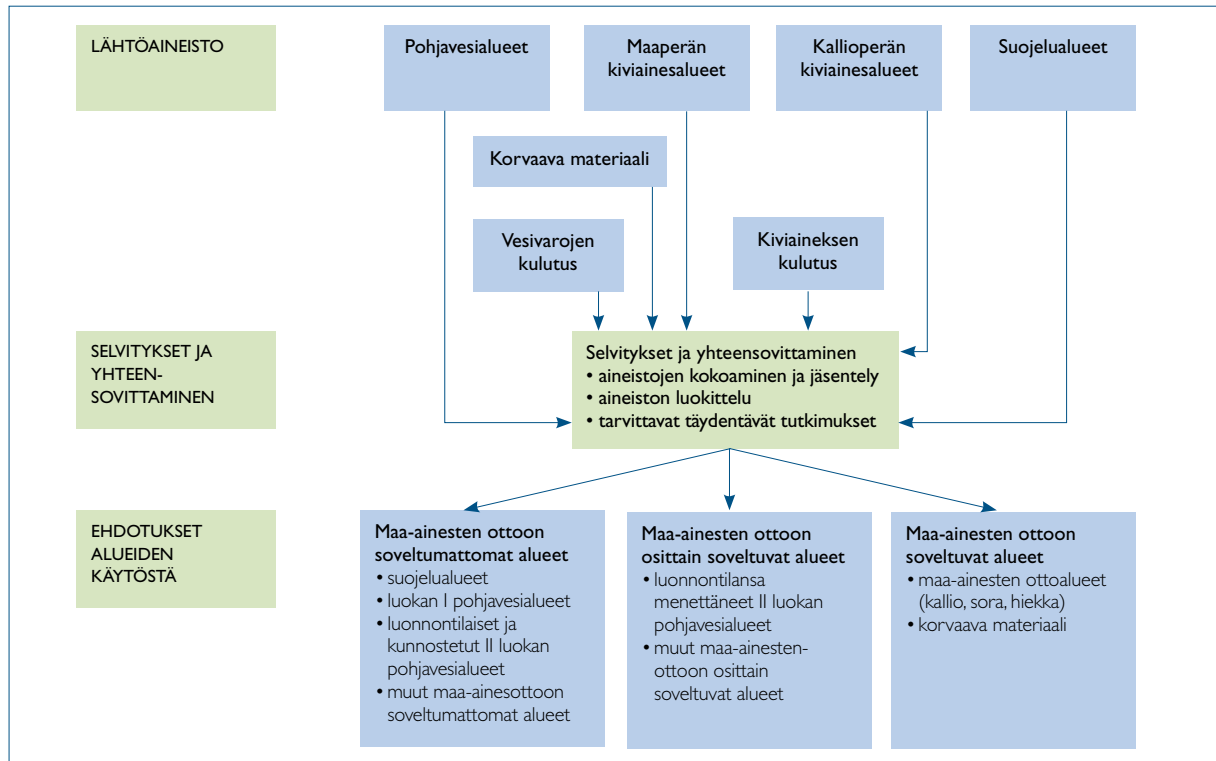 LÄHTÖAINEISTO
Pohjavesialueet
Maaperän
kiviainesalueet
Kallioperän
kiviainesalueet
Suojelualueet
Korvaava materiaali
Vesivarojen
kulutus
Kiviaineksen
kulutus
SELVITYKSET JA
YHTEEN-
SOVITTAMINEN
Selvitykset ja yhteensovittaminen
• aineistojen kokoaminen ja jäsentely
• aineiston luokittelu
• tarvittavat täydentävät tutkimukset
EHDOTUKSET
ALUEIDEN
KÄYTÖSTÄ
Maa-ainesten ottoon
soveltumattomat alueet
• suojelualueet
• luokan I pohjavesialueet
• luonnontilaiset ja
kunnostetut II luokan
pohjavesialueet
• muut maa-ainesottoon
soveltumattomat alueet
Maa-ainesten ottoon
osittain soveltuvat alueet
• luonnontilansa
menettäneet II luokan
pohjavesialueet
• muut maa-ainesten-
ottoon osittain
soveltuvat alueet
Maa-ainesten ottoon
soveltuvat alueet
• maa-ainesten ottoalueet
(kallio, sora, hiekka)
• korvaava materiaali